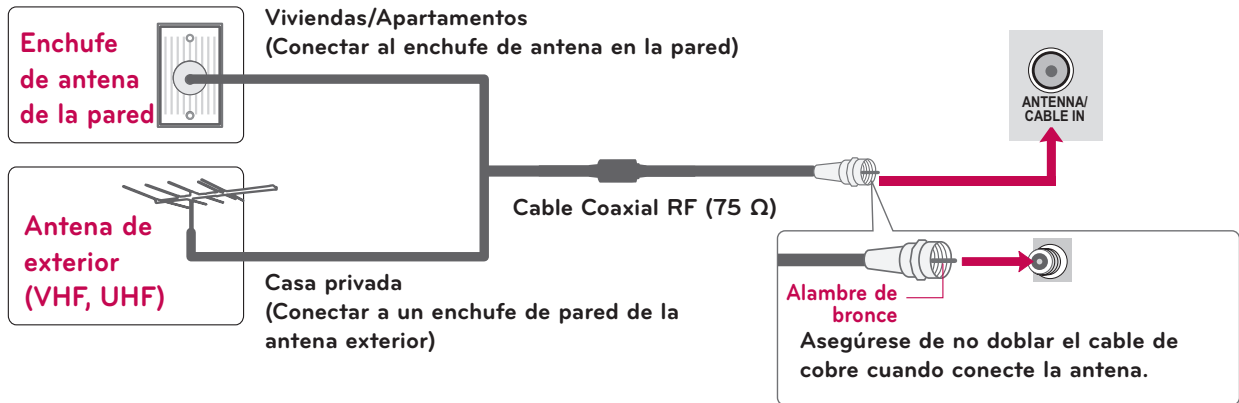 Enchufe
de antena
de la pared
Viviendas/Apartamentos
(Conectar al enchufe de antena en la pared)
ANTENNA/
CABLE IN
Antena de
exterior
(VHF, UHF)
Cable Coaxial RF (75 Ω)
Casa privada
(Conectar a un enchufe de pared de la
antena exterior)
Alambre de
bronce
Asegúrese de no doblar el cable de
cobre cuando conecte la antena.